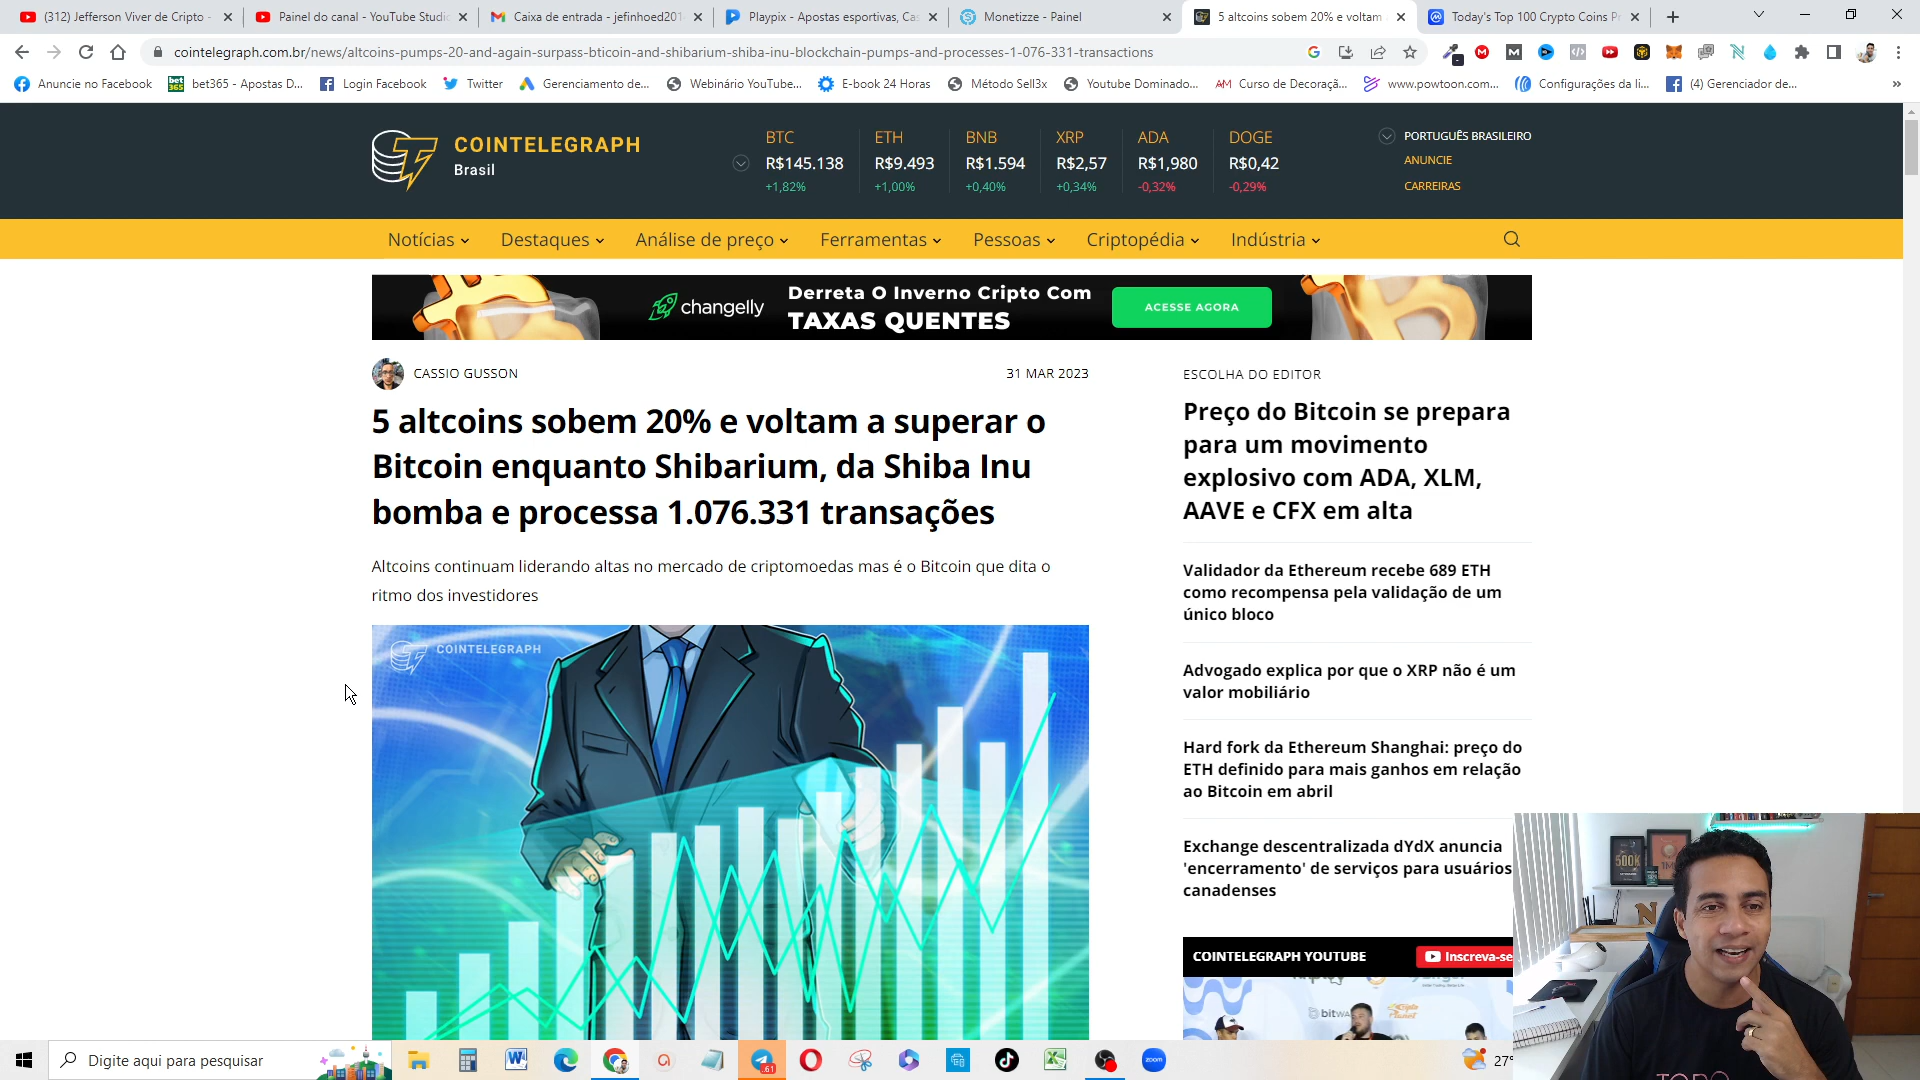 (312) Jefferson Viver de Cripto -
Painel do canal - YouTube Studio
Caixa de entrada - jefinhoed201
Playpix - Apostas esportivas, Cas
Monetizze - Painel
5 altcoins sobem 20% e voltam
Today's Top 100 Crypto Coins P
cointelegraph.com.br/news/altcoins-pumps-20-and-again-surpass-bticoin-and-shibarium-shiba-inu-blockchain-pumps-and-processes-1-076-331-transactions
Anuncie no Facebook
bet365 - Apostas D...
Login Facebook
Twitter
Gerenciamento de...
Webinário YouTube...
E-book 24 Horas
Método Sell3x
Youtube Dominado...
AM Curso de Decoraçã...
www.powtoon.com...
Configurações da li...
(4) Gerenciador de...
COINTELEGRAPH
Brasil
BTC ETH BNB XRP ADA DOGE
R$145.138 R$9.493 R$1.594 R$2,57 R$1,980 R$0,42
+1,82% +1,00% +0,40% +0,34% -0,32% -0,29%
PORTUGUÊS BRASILEIRO
ANUNCIE
CARREIRAS
Notícias Destaques Análise de preço Ferramentas Pessoas Criptopédia Indústria
changelly
Derreta O Inverno Cripto Com
TAXAS QUENTES
ACESSE AGORA
CASSIO GUSSON
31 MAR 2023
5 altcoins sobem 20% e voltam a superar o
Bitcoin enquanto Shibarium, da Shiba Inu
bomba e processa 1.076.331 transações
Altcoins continuam liderando altas no mercado de criptomoedas mas é o Bitcoin que dita o
ritmo dos investidores
COINTELEGRAPH
ESCOLHA DO EDITOR
Preço do Bitcoin se prepara
para um movimento
explosivo com ADA, XLM,
AAVE e CFX em alta
Validador da Ethereum recebe 689 ETH
como recompensa pela validação de um
único bloco
Advogado explica por que o XRP não é um
valor mobiliário
Hard fork da Ethereum Shanghai: preço do
ETH definido para mais ganhos em relação
ao Bitcoin em abril
Exchange descentralizada dYdX anuncia
'encerramento' de serviços para usuários
canadenses
COINTELEGRAPH YOUTUBE
Inscreva-se
500K
Digite aqui para pesquisar
61
zoom
27°